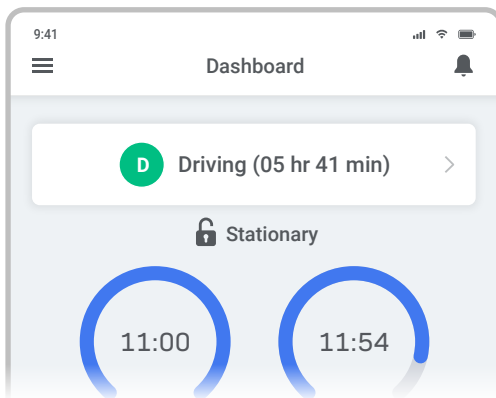 9:41
Dashboard
D Driving (05 hr 41 min)
Stationary
11:00 11:54